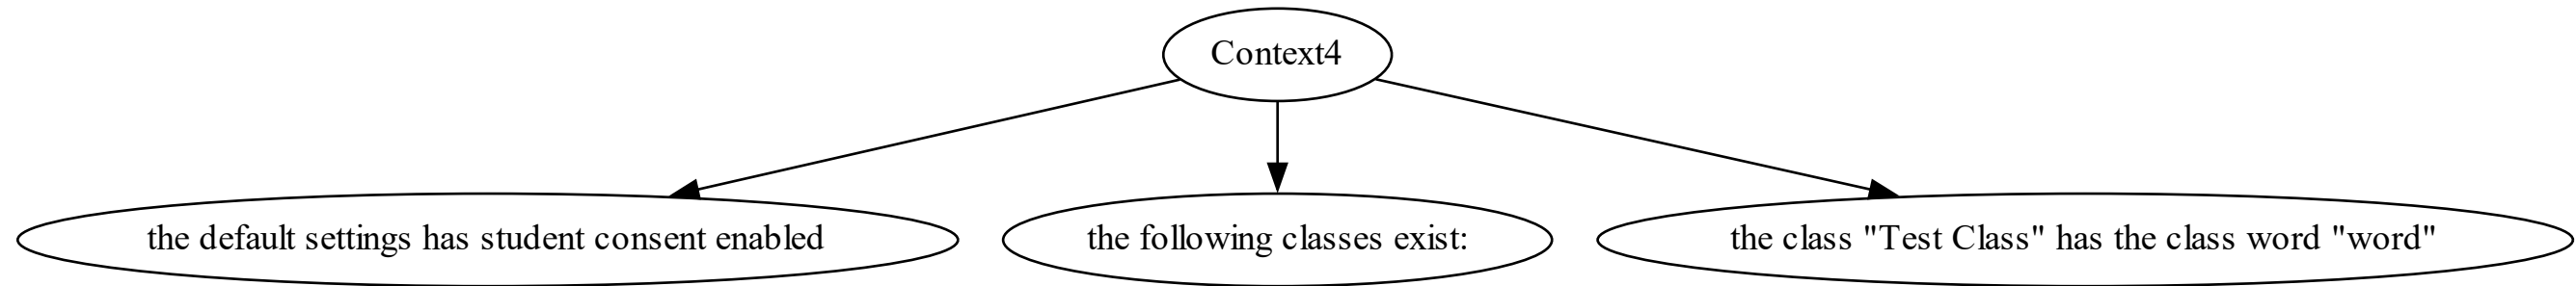 Context4
the default settings has student consent enabled
the following classes exist:
the class "Test Class" has the class word "word"